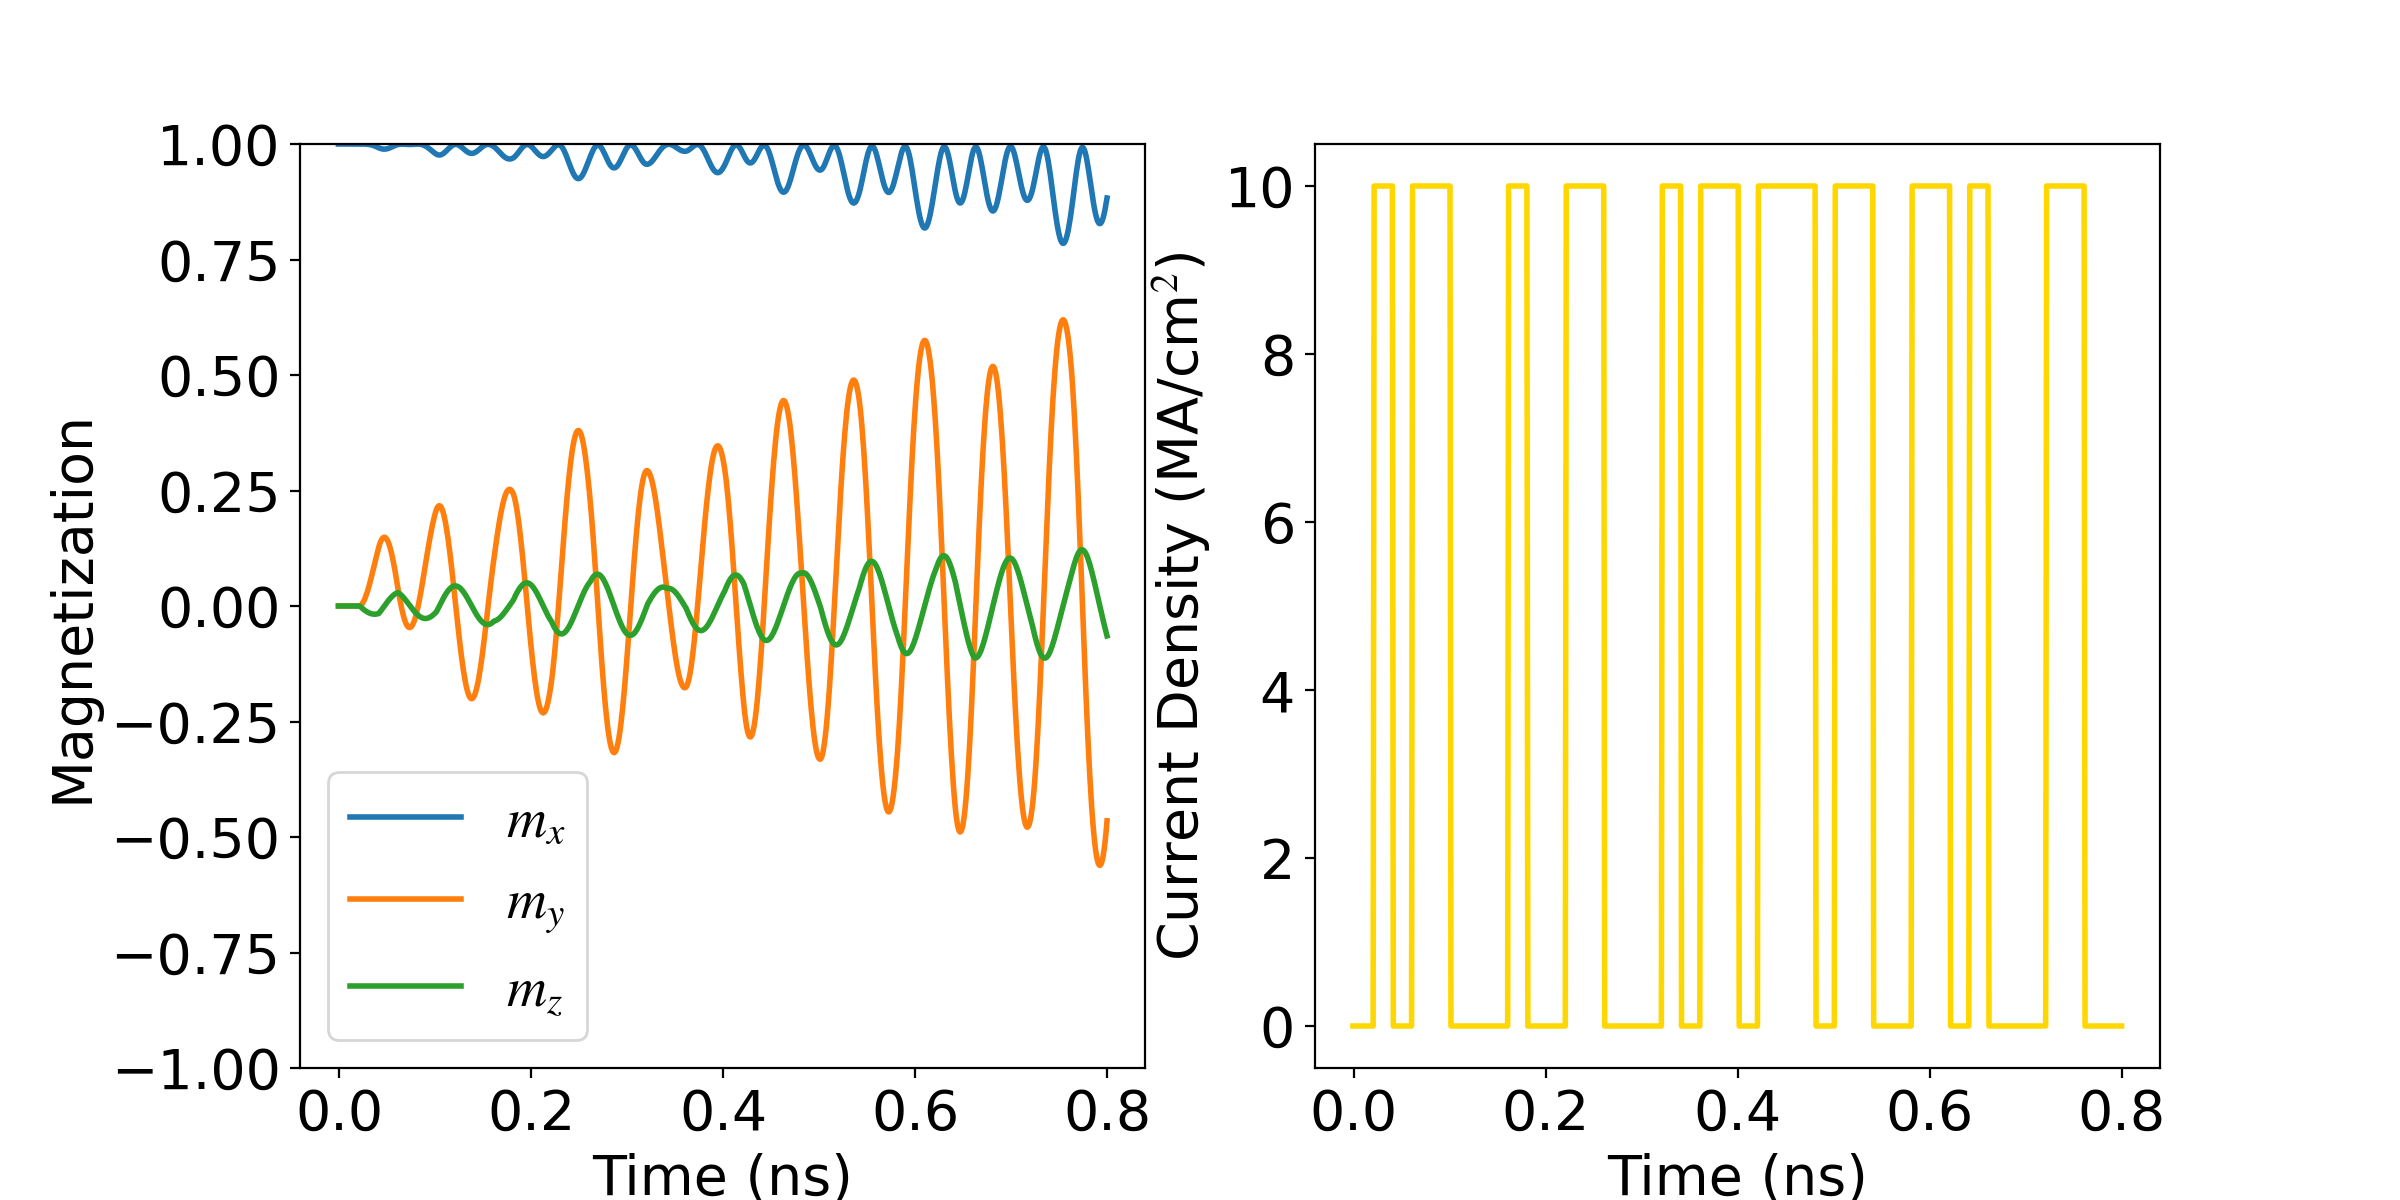 Magnetization
1.00
0.75
0.50
0.25
0.00
−0.25
−0.50
−0.75
−1.00
m_x
m_y
m_z
0.0 0.2 0.4 0.6 0.8
Time (ns)
Current Density (MA/cm²)
10
8
6
4
2
0
0.0 0.2 0.4 0.6 0.8
Time (ns)